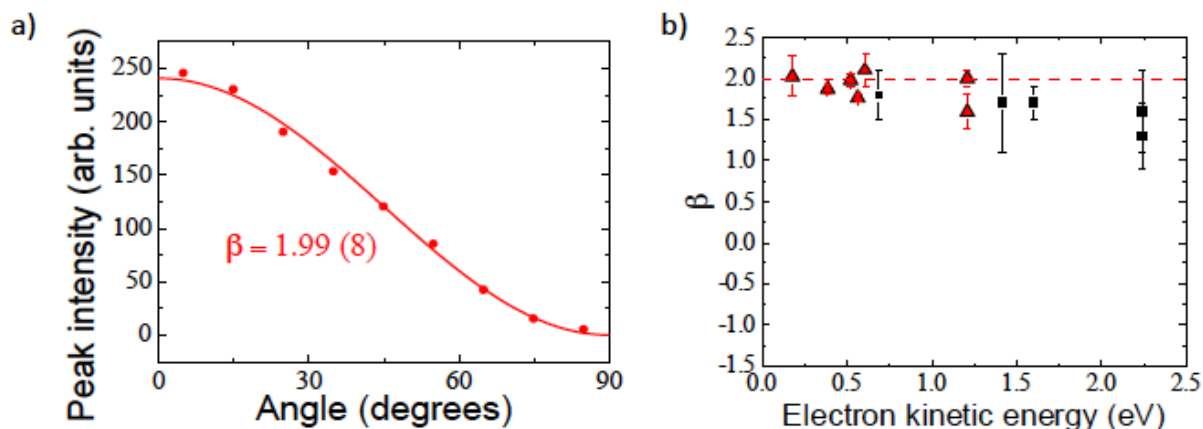 a)
Peak intensity (arb. units)
250
200
150
100
50
0
β = 1.99 (8)
0 30 60 90
Angle (degrees)
b)
β
2.5
2.0
1.5
1.0
0.5
0.0
-0.5
-1.0
-1.5
0.0 0.5 1.0 1.5 2.0 2.5
Electron kinetic energy (eV)